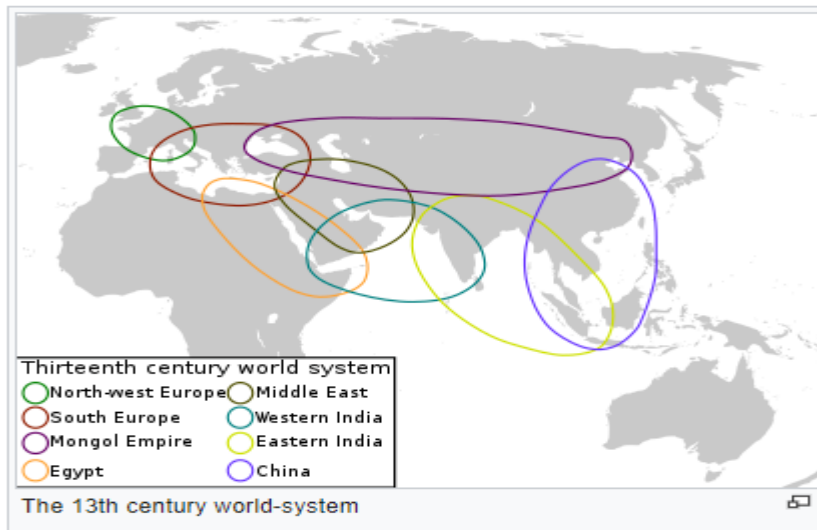 Thirteenth century world system
North-west Europe
South Europe
Mongol Empire
Egypt
Middle East
Western India
Eastern India
China
The 13th century world-system